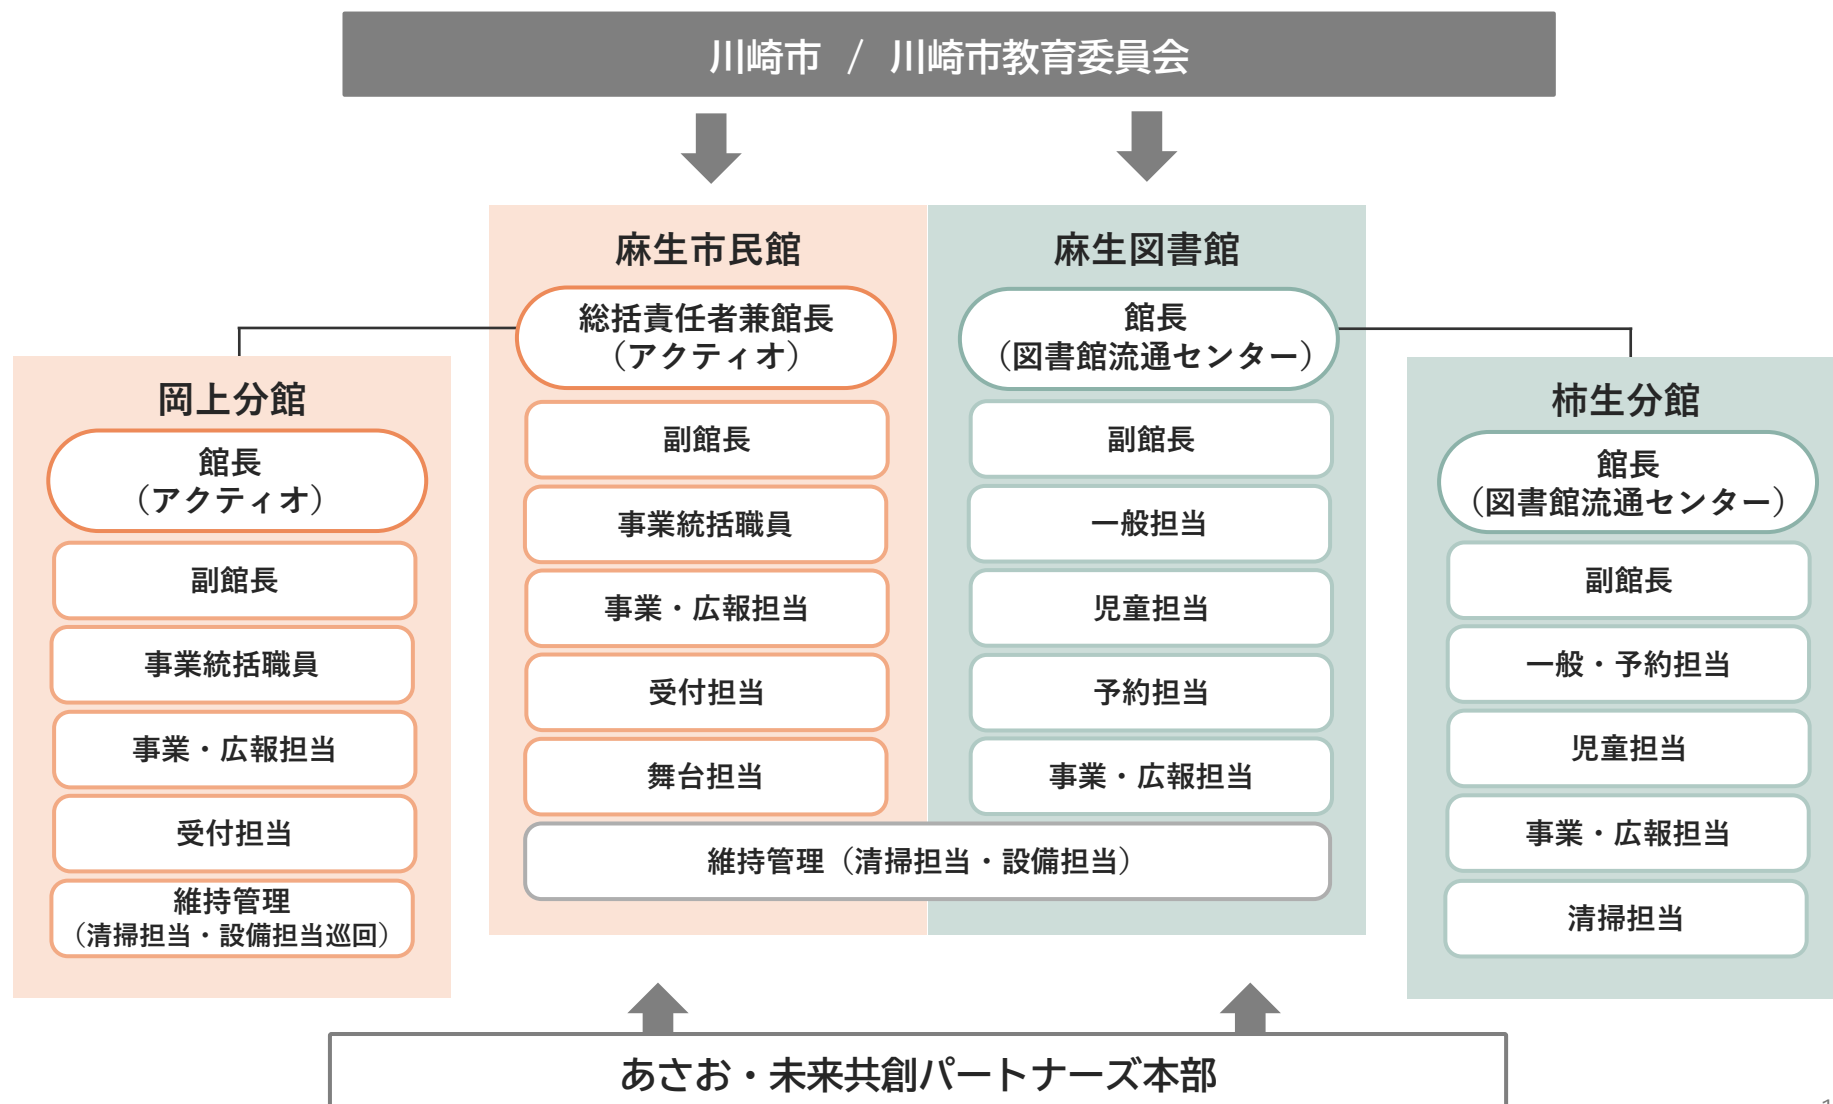 川崎市 / 川崎市教育委員会
麻生市民館
総括責任者兼館長
（アクティオ）
副館長
事業統括職員
事業・広報担当
受付担当
舞台担当
麻生図書館
館長
（図書館流通センター）
副館長
一般担当
児童担当
予約担当
事業・広報担当
維持管理（清掃担当・設備担当）
岡上分館
館長
（アクティオ）
副館長
事業統括職員
事業・広報担当
受付担当
維持管理
（清掃担当・設備担当巡回）
柿生分館
館長
（図書館流通センター）
副館長
一般・予約担当
児童担当
事業・広報担当
清掃担当
あさお・未来共創パートナーズ本部